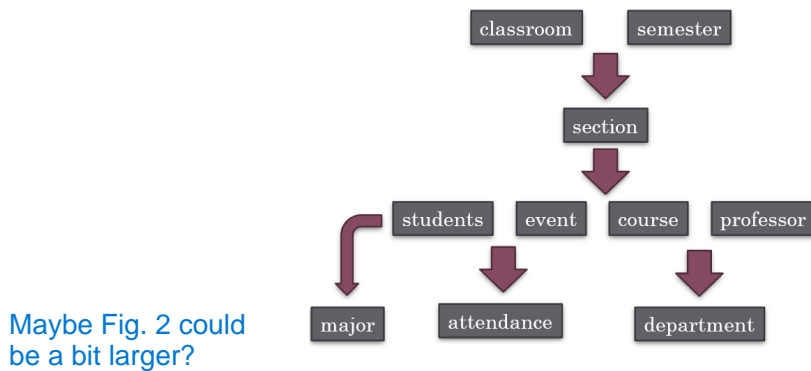 classroom semester
section
students event course professor
major attendance department
Maybe Fig. 2 could
be a bit larger?